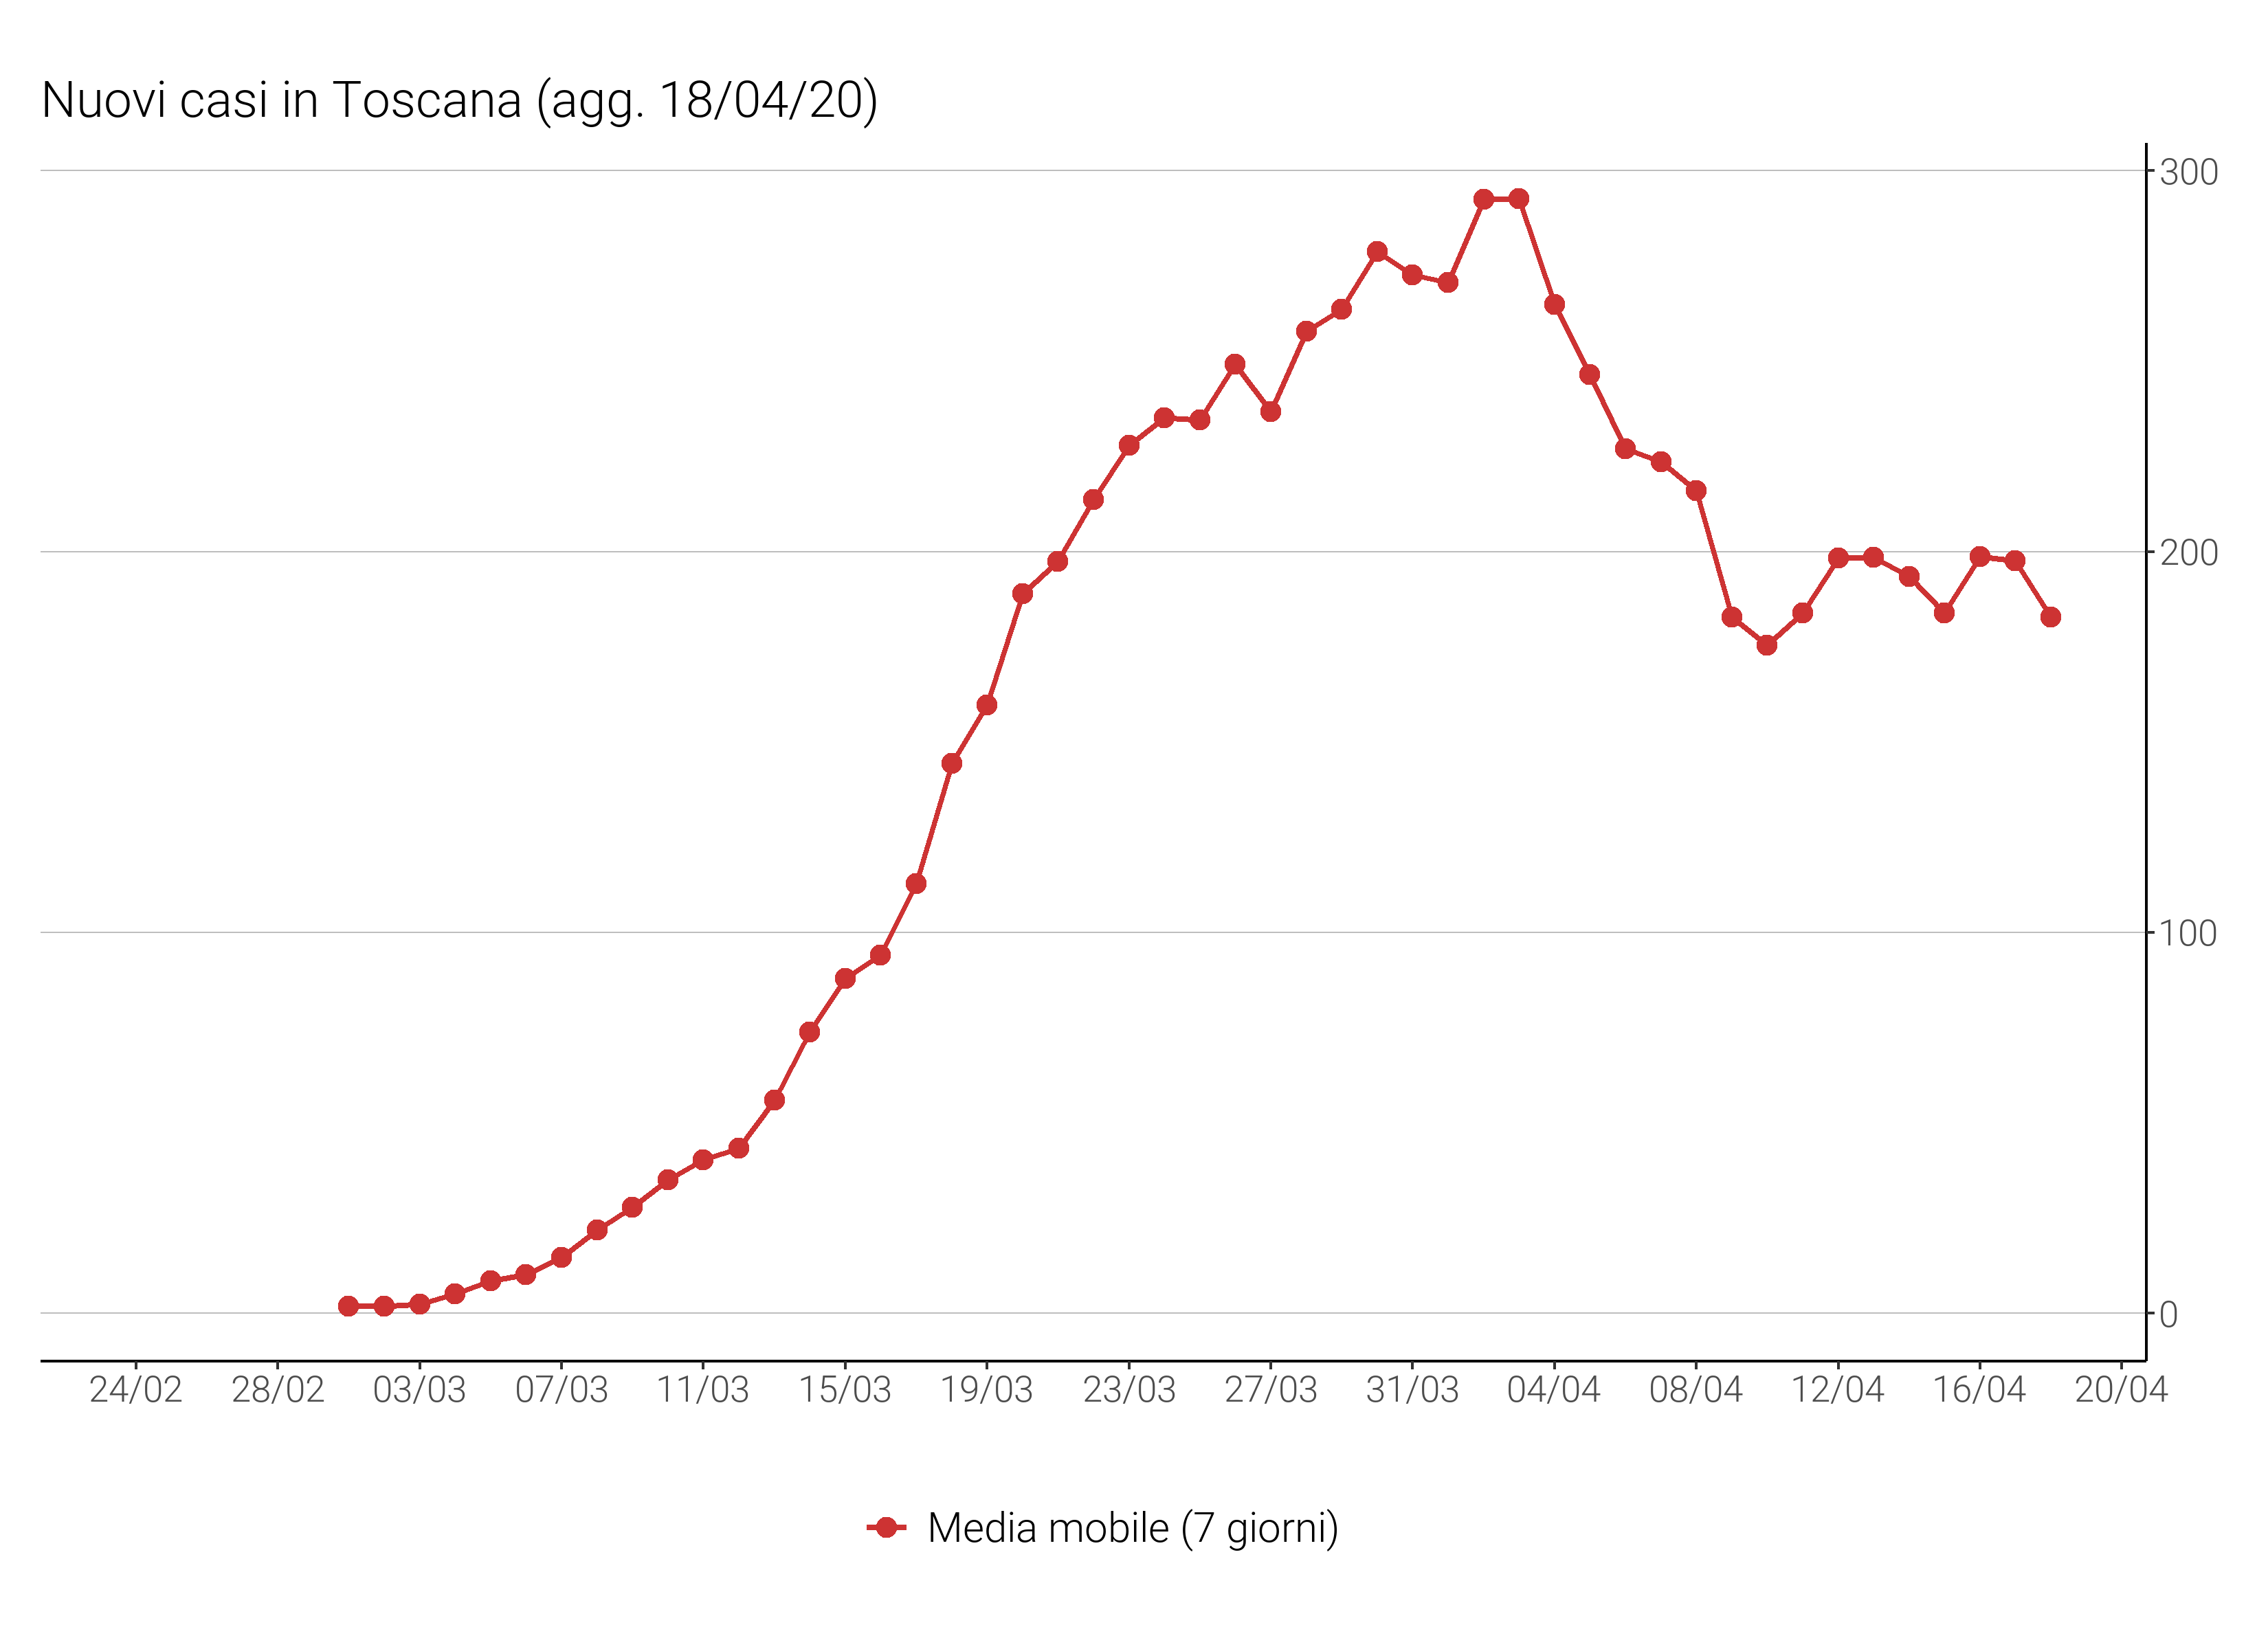 Nuovi casi in Toscana (agg. 18/04/20)
300
200
100
0
24/02 28/02 03/03 07/03 11/03 15/03 19/03 23/03 27/03 31/03 04/04 08/04 12/04 16/04 20/04
Media mobile (7 giorni)